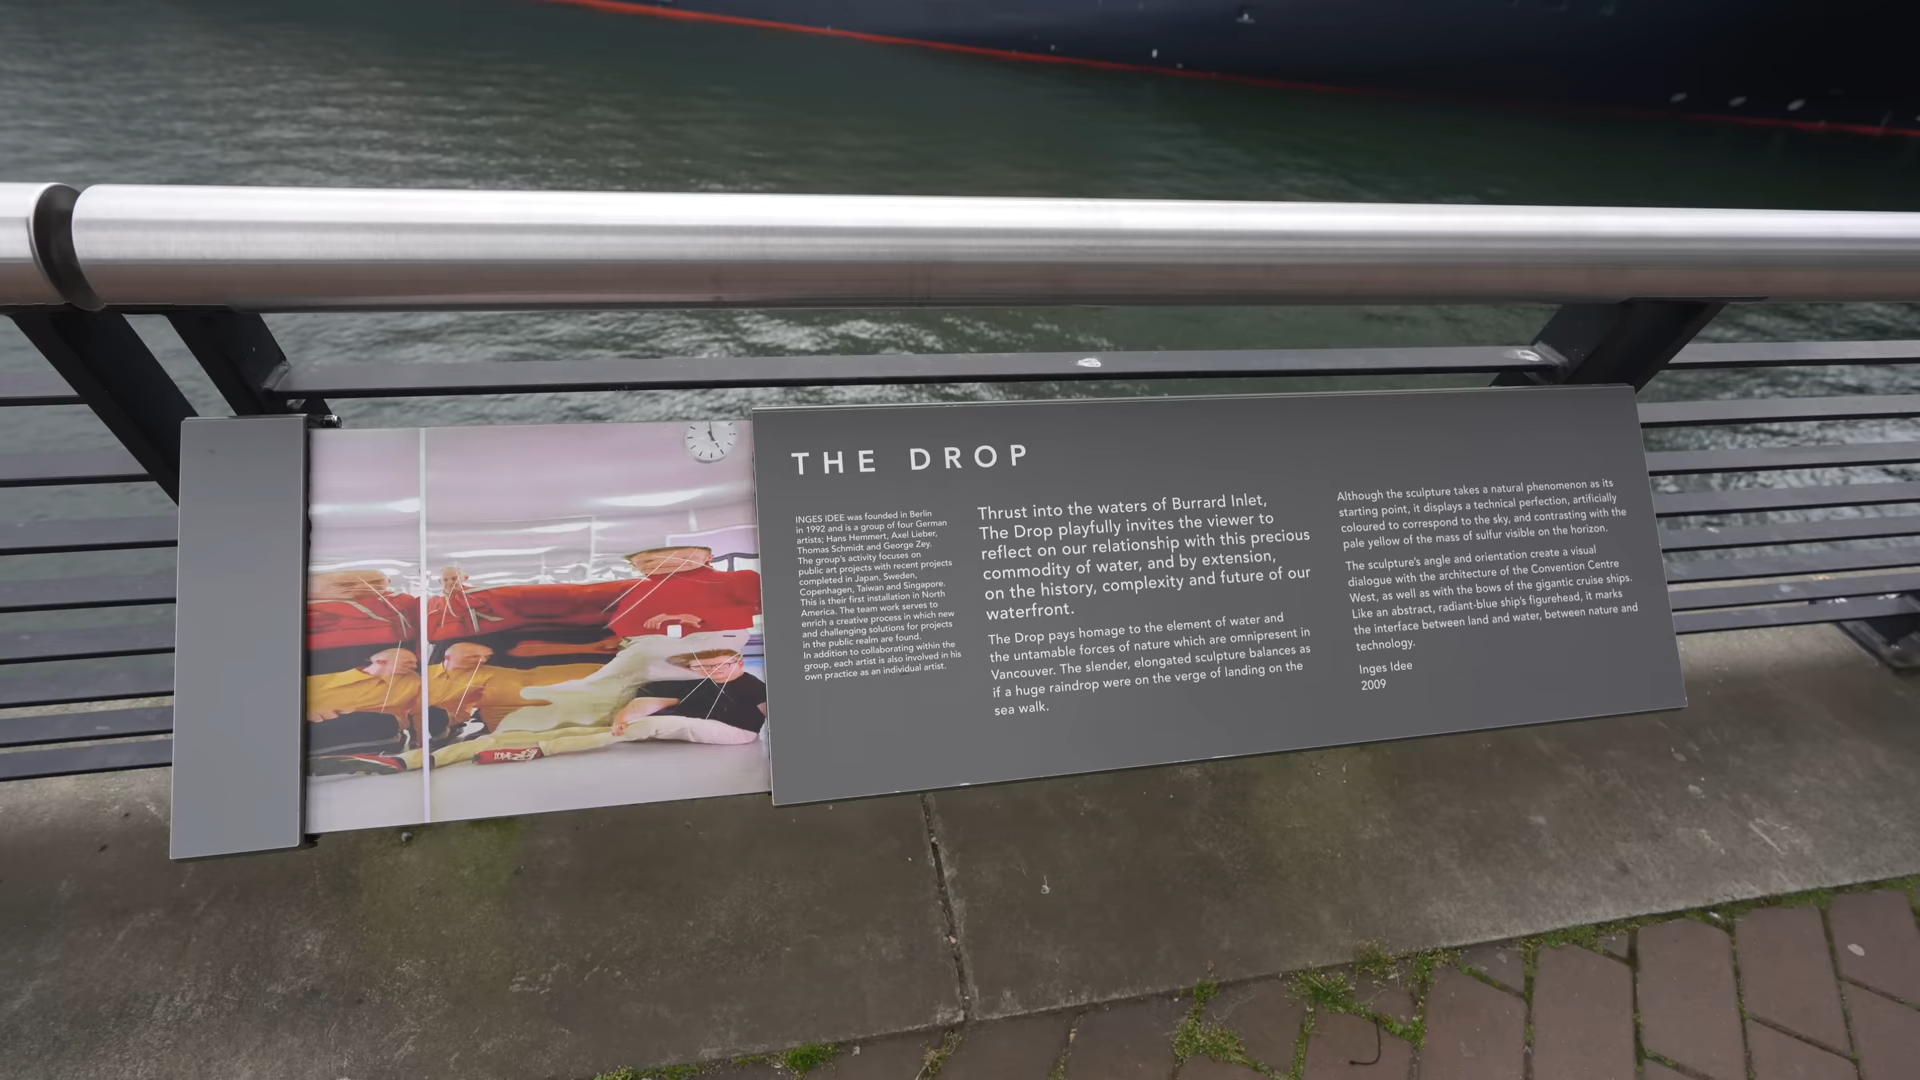 THE DROP
INGES IDEE was founded in Berlin
in 1992 and is a group of four German
artists; Hans Hemmert, Axel Lieber,
Thomas Schmidt and George Zey.
The group's activity focuses on
public art projects with recent projects
completed in Japan, Sweden,
Copenhagen, Taiwan and Singapore.
This is their first installation in North
America. The team work serves to
enrich a creative process in which new
and challenging solutions for projects
in the public realm are found.
In addition to collaborating within the
group, each artist is also involved in his
own practice as an individual artist.
Thrust into the waters of Burrard Inlet,
The Drop playfully invites the viewer to
reflect on our relationship with this precious
commodity of water, and by extension,
on the history, complexity and future of our
waterfront.
The Drop pays homage to the element of water and
the untamable forces of nature which are omnipresent in
Vancouver. The slender, elongated sculpture balances as
if a huge raindrop were on the verge of landing on the
sea walk.
Although the sculpture takes a natural phenomenon as its
starting point, it displays a technical perfection, artificially
coloured to correspond to the sky, and contrasting with the
pale yellow of the mass of sulfur visible on the horizon.
The sculpture's angle and orientation create a visual
dialogue with the architecture of the Convention Centre
West, as well as with the bows of the gigantic cruise ships.
Like an abstract, radiant-blue ship's figurehead, it marks
the interface between land and water, between nature and
technology.
Inges Idee
2009